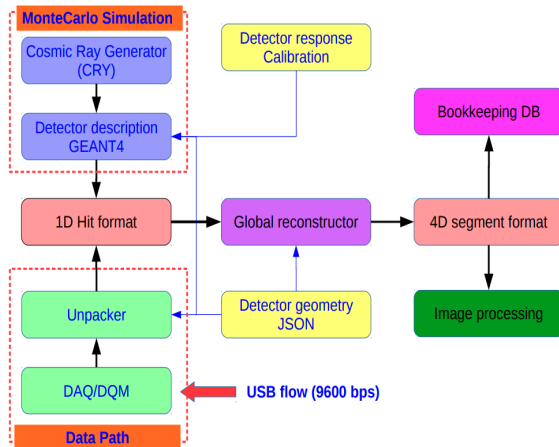 MonteCarlo Simulation
Cosmic Ray Generator
(CRY)
Detector description
GEANT4
Detector response
Calibration
Bookkeeping DB
1D Hit format
Global reconstructor
4D segment format
Unpacker
Detector geometry
JSON
Image processing
DAQ/DQM
USB flow (9600 bps)
Data Path